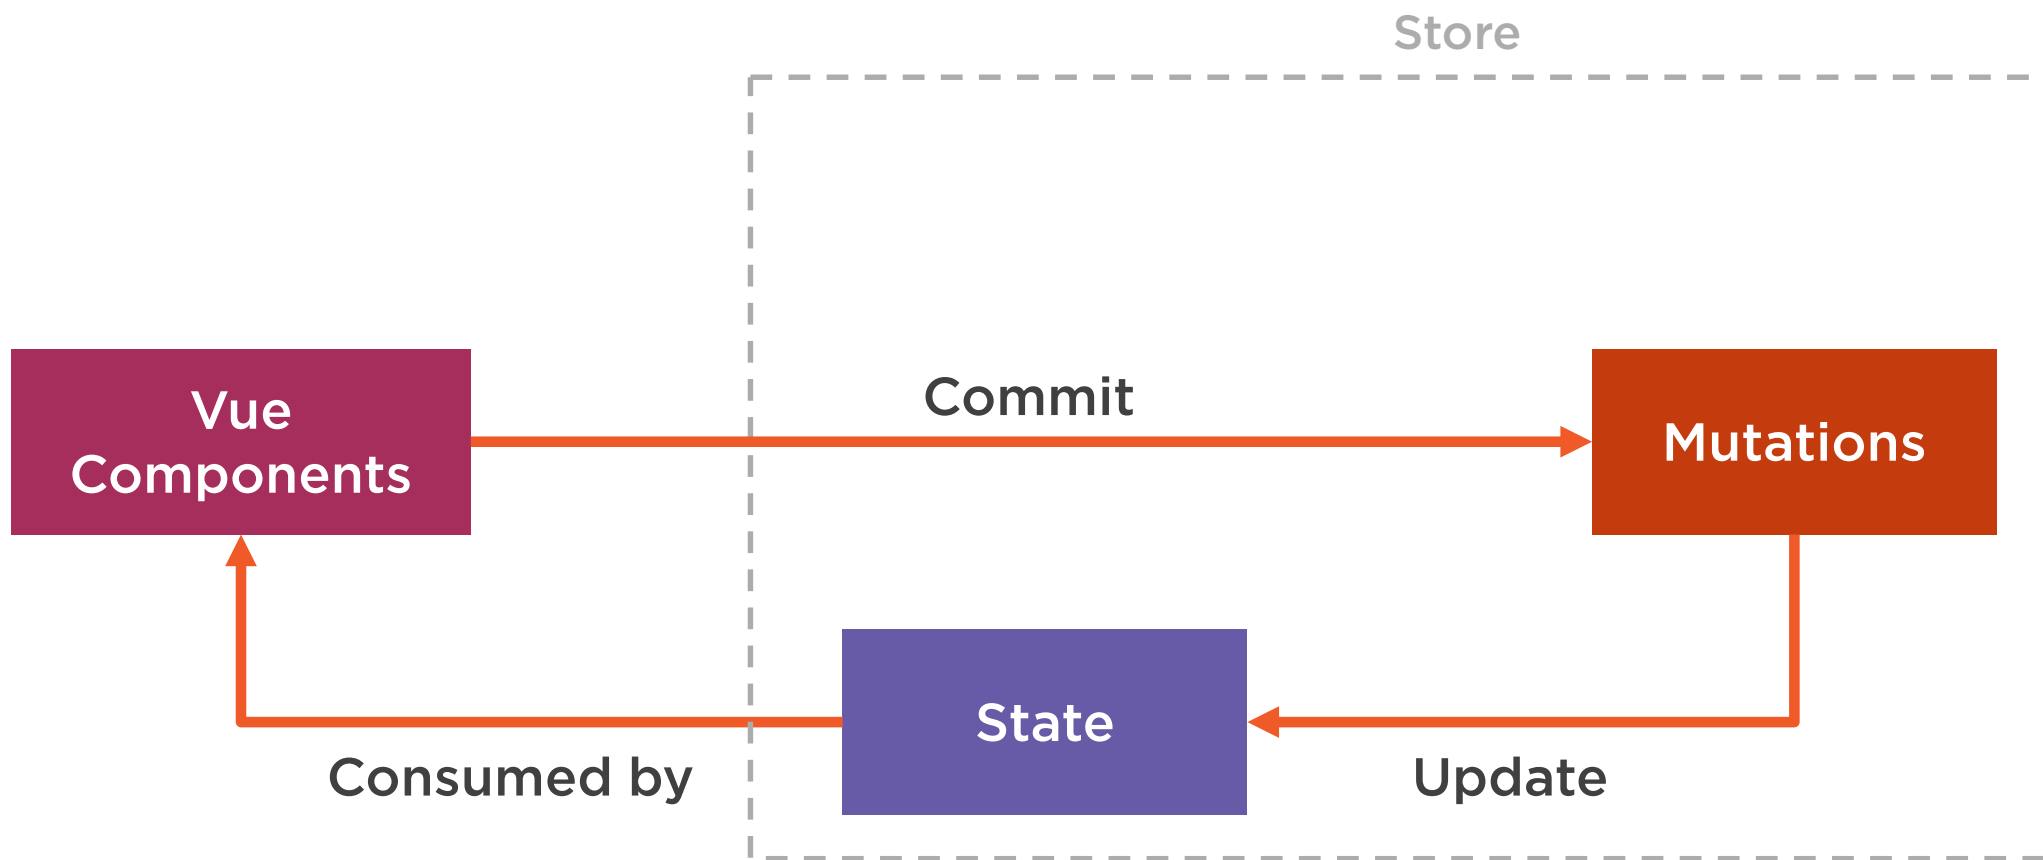 Store
Vue
Components
Commit
Mutations
State
Consumed by
Update